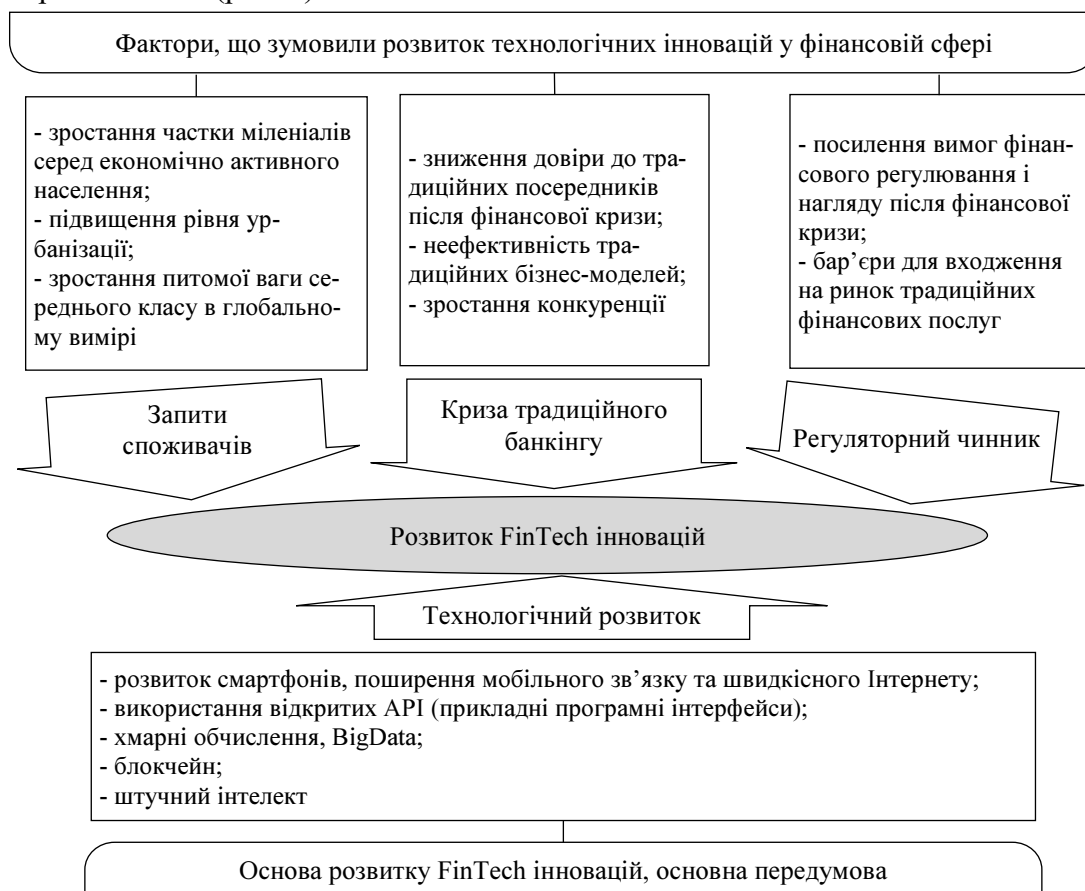 Фактори, що зумовили розвиток технологічних інновацій у фінансовій сфері
- зростання частки міленіалів
серед економічно активного
населення;
- підвищення рівня ур-
банізації;
- зростання питомої ваги се-
реднього класу в глобально-
му вимірі
- зниження довіри до тра-
диційних посередників
після фінансової кризи;
- неефективність тра-
диційних бізнес-моделей;
- зростання конкуренції
- посилення вимог фінан-
сового регулювання і
нагляду після фінансової
кризи;
- бар’єри для входження
на ринок традиційних
фінансових послуг
Запити
споживачів
Криза традиційного
банкінгу
Регуляторний чинник
Розвиток FinTech інновацій
Технологічний розвиток
- розвиток смартфонів, поширення мобільного зв’язку та швидкісного Інтернету;
- використання відкритих API (прикладні програмні інтерфейси);
- хмарні обчислення, BigData;
- блокчейн;
- штучний інтелект
Основа розвитку FinTech інновацій, основна передумова